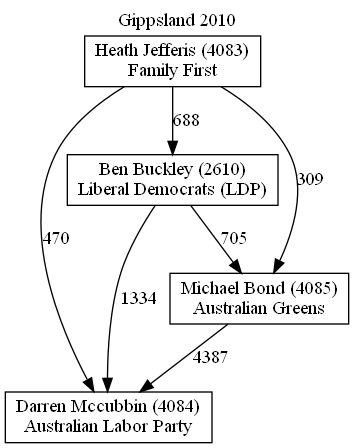 Gippsland 2010
Heath Jefferis (4083)
Family First
688
Ben Buckley (2610)
Liberal Democrats (LDP)
309
470
705
Michael Bond (4085)
Australian Greens
1334
4387
Darren Mccubbin (4084)
Australian Labor Party